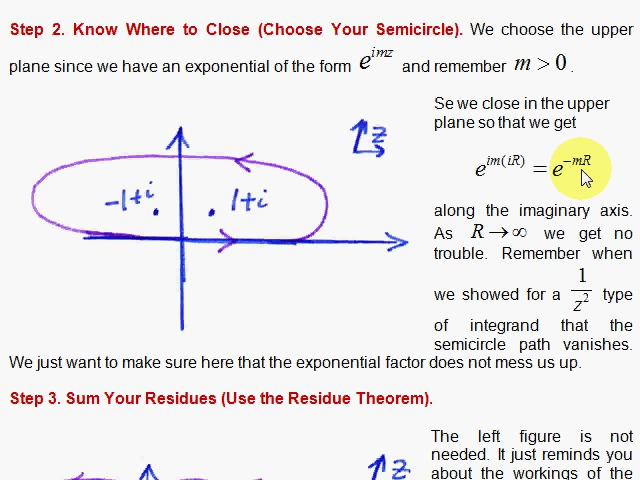 Step 2. Know Where to Close (Choose Your Semicircle). We choose the upper
plane since we have an exponential of the form e^{imz} and remember m > 0 .
Se we close in the upper
plane so that we get
z
-1+i
1+i
e^{im(iR)} = e^{-mR}
along the imaginary axis.
As R → ∞ we get no
trouble. Remember when
we showed for a 1/z^2 type
of integrand that the
semicircle path vanishes.
We just want to make sure here that the exponential factor does not mess us up.
Step 3. Sum Your Residues (Use the Residue Theorem).
The left figure is not
needed. It just reminds you
z
about the workings of the